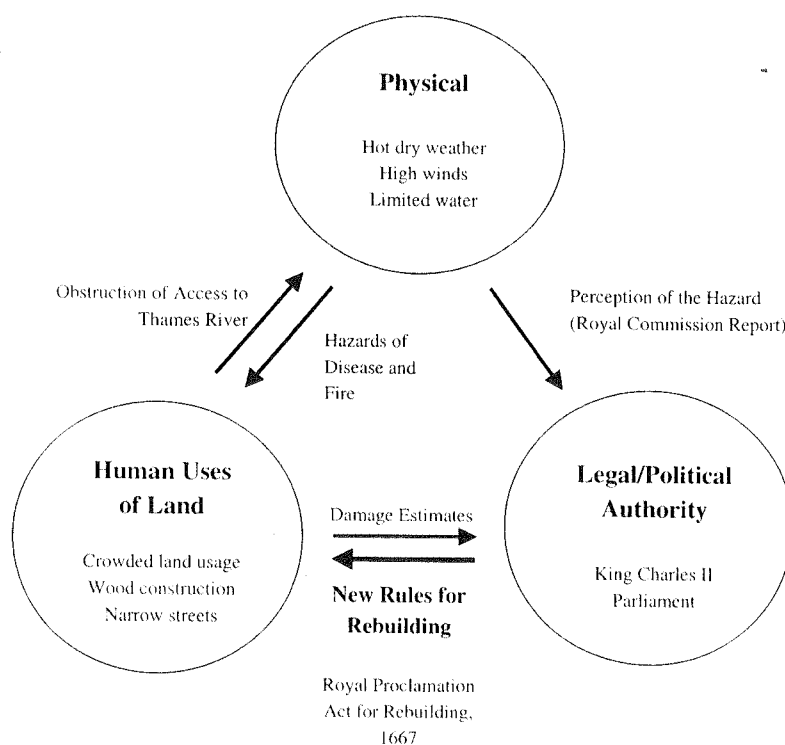 Physical
Hot dry weather
High winds
Limited water
Obstruction of Access to
Thames River
Hazards of
Disease and
Fire
Perception of the Hazard
(Royal Commission Report)
Human Uses
of Land
Crowded land usage
Wood construction
Narrow streets
Damage Estimates
New Rules for
Rebuilding
Royal Proclamation
Act for Rebuilding,
1667
Legal/Political
Authority
King Charles II
Parliament